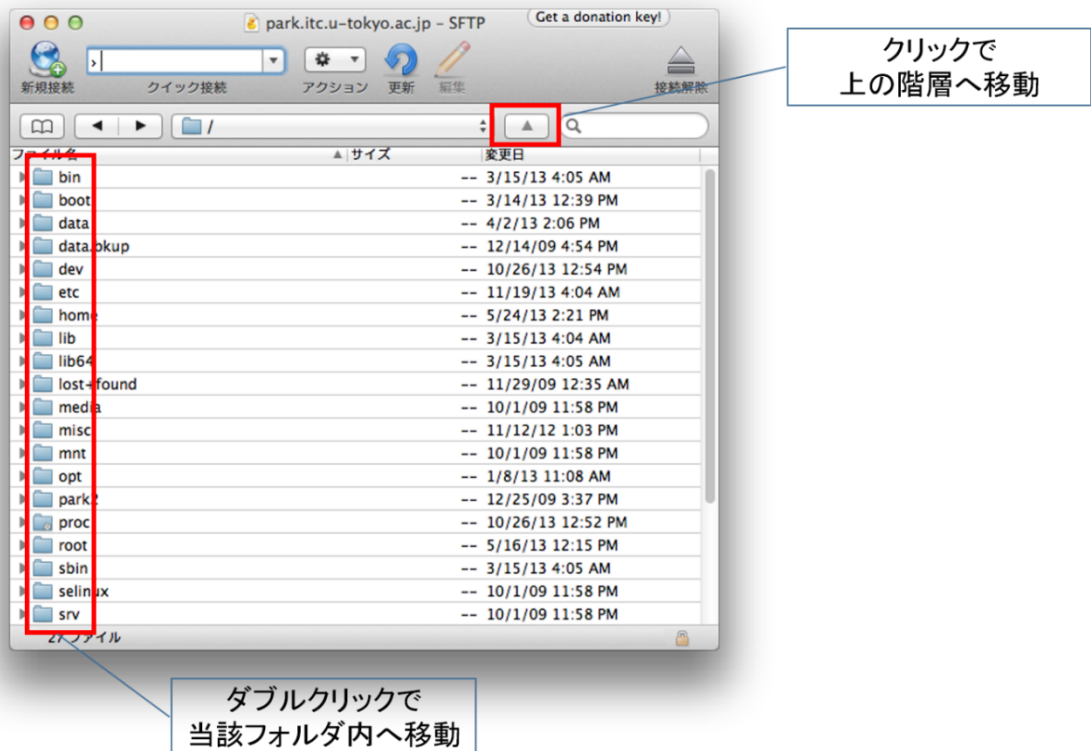 park.itc.u-tokyo.ac.jp – SFTP
Get a donation key!
新規接続 クイック接続 アクション 更新 編集 接続解除
クリックで
上の階層へ移動
/
ファイル名 サイズ 変更日
bin -- 3/15/13 4:05 AM
boot -- 3/14/13 12:39 PM
data -- 4/2/13 2:06 PM
data.bkup -- 12/14/09 4:54 PM
dev -- 10/26/13 12:54 PM
etc -- 11/19/13 4:04 AM
home -- 5/24/13 2:21 PM
lib -- 3/15/13 4:04 AM
lib64 -- 3/15/13 4:05 AM
lost+found -- 11/29/09 12:35 AM
media -- 10/1/09 11:58 PM
misc -- 11/12/12 1:03 PM
mnt -- 10/1/09 11:58 PM
opt -- 1/8/13 11:08 AM
park2 -- 12/25/09 3:37 PM
proc -- 10/26/13 12:52 PM
root -- 5/16/13 12:15 PM
sbin -- 3/15/13 4:05 AM
selinux -- 10/1/09 11:58 PM
srv -- 10/1/09 11:58 PM
27 ファイル
ダブルクリックで
当該フォルダ内へ移動